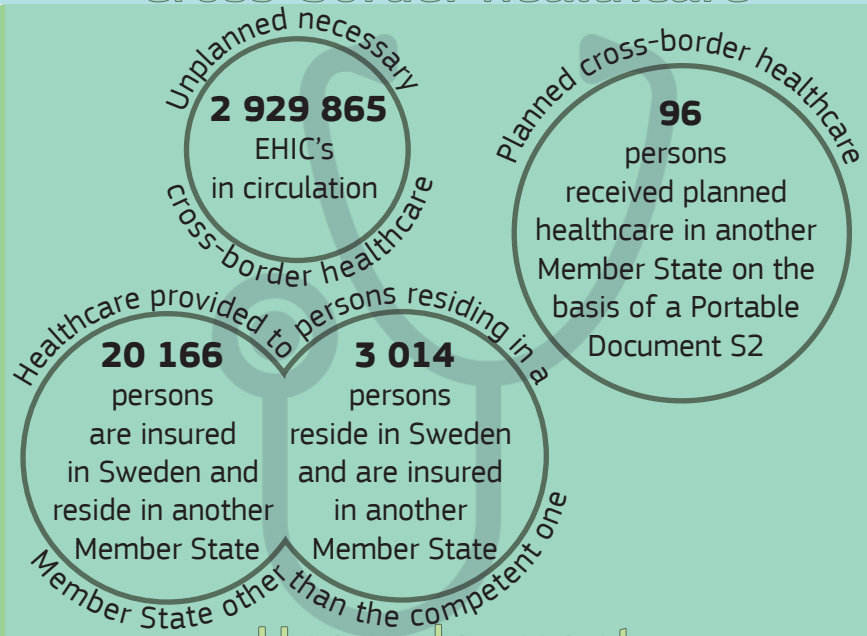 Cross-border healthcare
Unplanned necessary
2 929 865
EHIC's
in circulation
cross-border healthcare
Planned cross-border healthcare
96
persons
received planned
healthcare in another
Member State on the
basis of a Portable
Document S2
Healthcare provided to persons residing in a
20 166
persons
are insured
in Sweden and
reside in another
Member State
3 014
persons
reside in Sweden
and are insured
in another
Member State
Member State other than the competent one